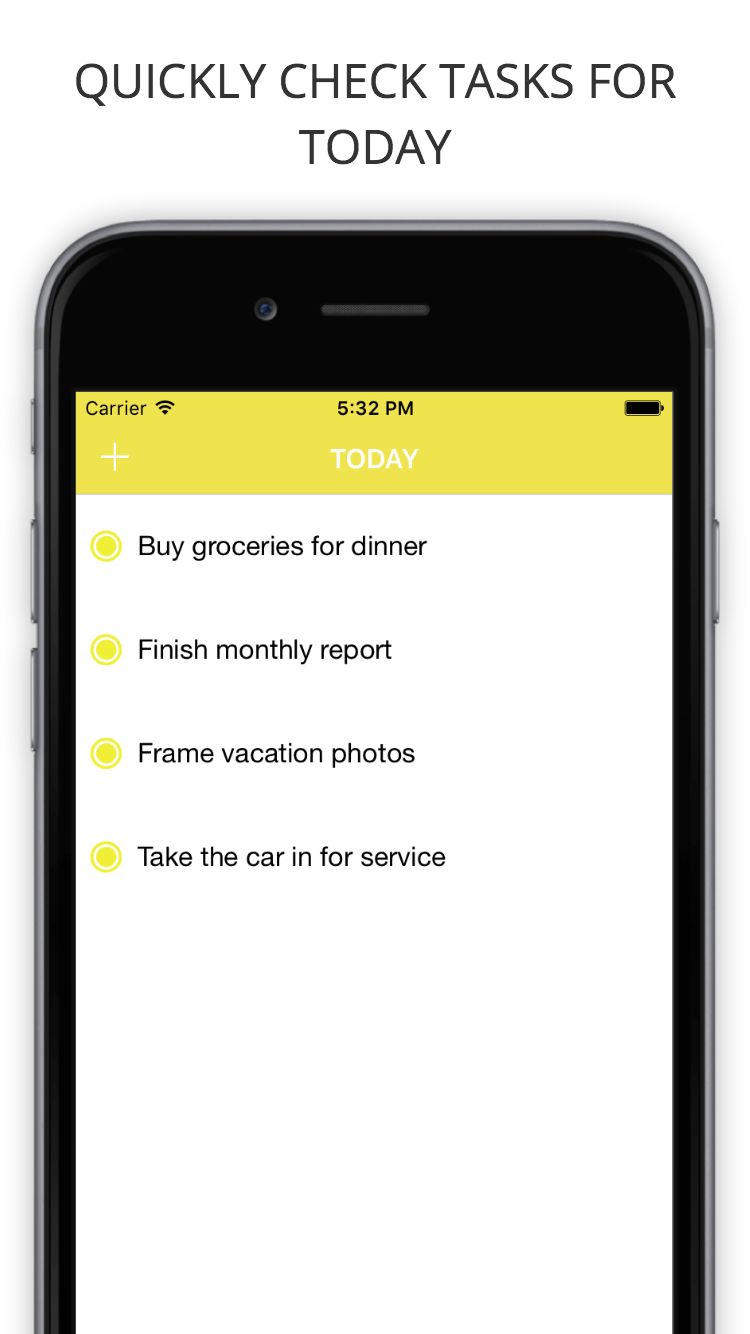 QUICKLY CHECK TASKS FOR
TODAY
Carrier 5:32 PM
TODAY
Buy groceries for dinner
Finish monthly report
Frame vacation photos
Take the car in for service